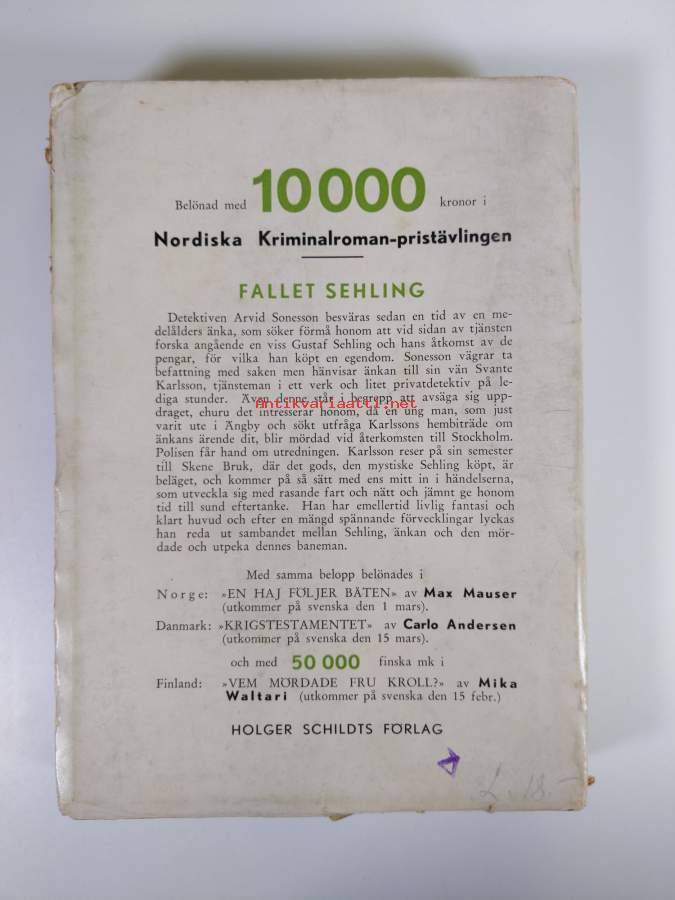 Belönad med 10 000 kronor i
Nordiska Kriminalroman-pristävlingen
FALLET SEHLING
Detektiven Arvid Sonesson besväras sedan en tid av en me-
delålders änka, som söker förmå honom att vid sidan av tjänsten
forska angående en viss Gustaf Sehling och hans åtkomst av de
pengar, för vilka han köpt en egendom. Sonesson vägrar ta
befattning med saken men hänvisar änkan till sin vän Svante
Karlsson, tjänsteman i ett verk och litet privatdetektiv på le-
diga stunder. Även denne står i begrepp att avsäga sig upp-
antikvariaatti.net
draget, ehuru det intresserar honom, då en ung man, som just
varit ute i Ängby och sökt utfråga Karlssons hembiträde om
änkans ärende dit, blir mördad vid återkomsten till Stockholm.
Polisen får hand om utredningen. Karlsson reser på sin semester
till Skene Bruk, där det gods, den mystiske Sehling köpt, är
beläget, och kommer på så sätt med ens mitt in i händelserna,
som utveckla sig med rasande fart och nätt och jämnt ge honom
tid till sund eftertanke. Han har emellertid livlig fantasi och
klart huvud och efter en mängd spännande förvecklingar lyckas
han reda ut sambandet mellan Sehling, änkan och den mör-
dade och utpeka dennes baneman.
Med samma belopp belönades i
Norge: »EN HAJ FÖLJER BÅTEN» av Max Mauser
(utkommer på svenska den 1 mars).
Danmark: »KRIGSTESTAMENTET» av Carlo Andersen
(utkommer på svenska den 15 mars).
och med 50 000 finska mk i
Finland: »VEM MÖRDADE FRU KROLL?» av Mika
Waltari (utkommer på svenska den 15 febr.)
HOLGER SCHILDTS FÖRLAG